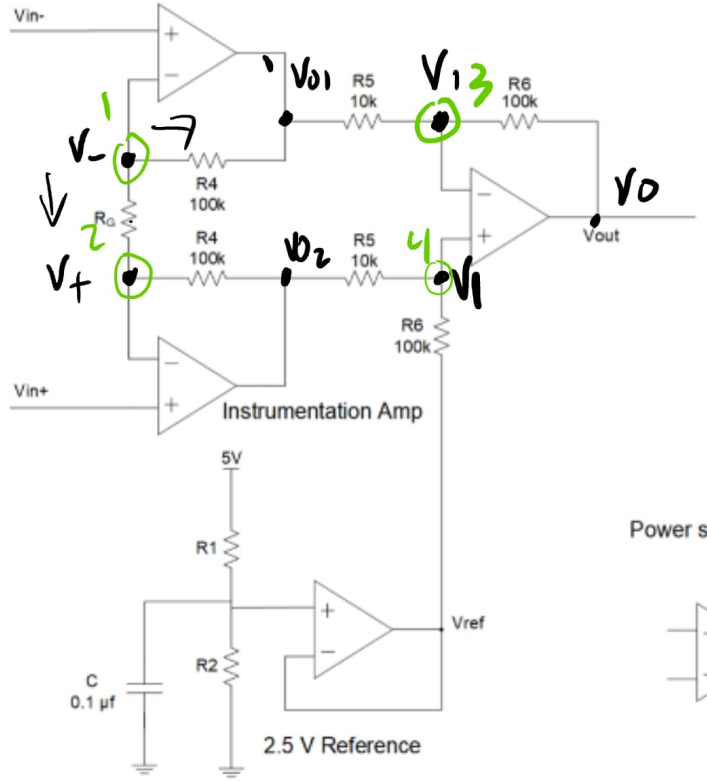 Vin-
+
−
1
V-
R4
100k
Vo1
R5
10k
V1
3
R6
100k
RG
2
V+
R4
100k
Vo2
R5
10k
4
V1
−
+
Vo
Vout
R6
100k
−
+
Vin+
Instrumentation Amp
5V
R1
R2
C
0.1 µf
+
−
Vref
2.5 V Reference
Power s